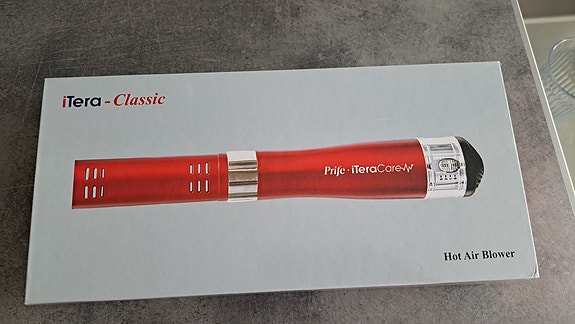 iTera - Classic
Prife · iTeraCare
Hot Air Blower